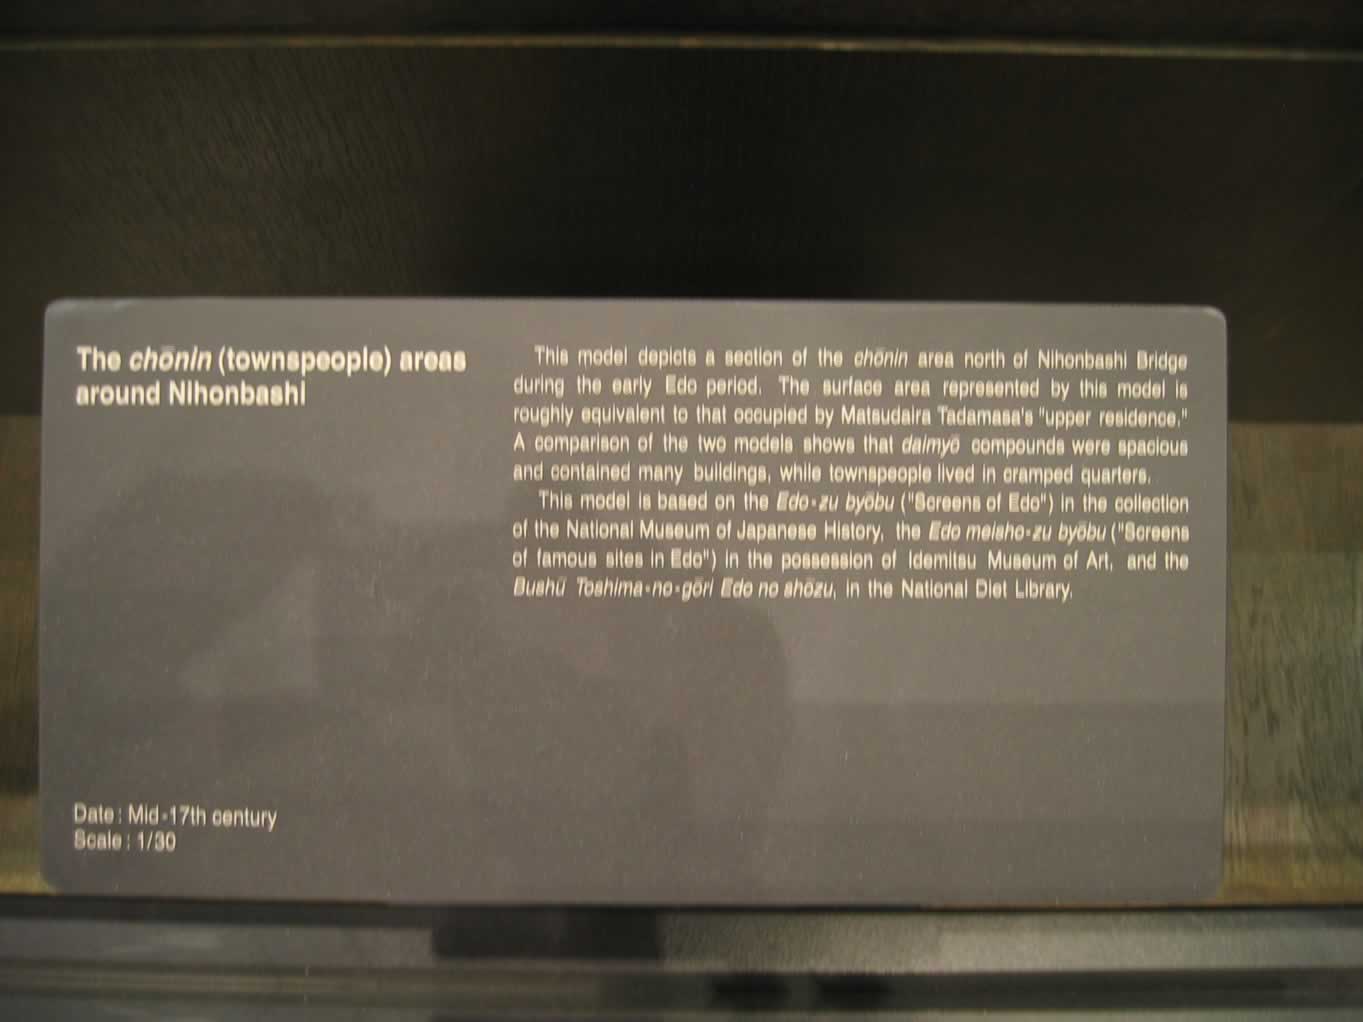 The chōnin (townspeople) areas
around Nihonbashi
This model depicts a section of the chōnin area north of Nihonbashi Bridge
during the early Edo period. The surface area represented by this model is
roughly equivalent to that occupied by Matsudaira Tadamasa's "upper residence."
A comparison of the two models shows that daimyō compounds were spacious
and contained many buildings, while townspeople lived in cramped quarters.
This model is based on the Edo-zu byōbu ("Screens of Edo") in the collection
of the National Museum of Japanese History, the Edo meisho-zu byōbu ("Screens
of famous sites in Edo") in the possession of Idemitsu Museum of Art, and the
Bushū Toshima-no-gōri Edo no shōzu, in the National Diet Library.
Date : Mid-17th century
Scale : 1/30